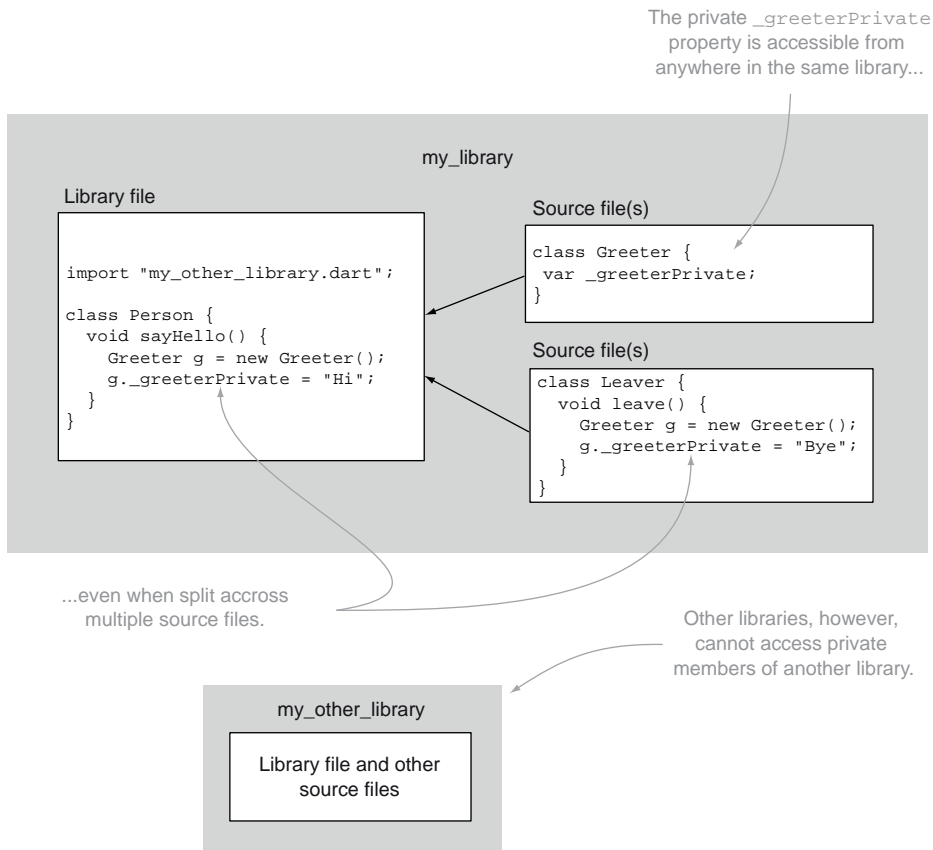 The private _greeterPrivate
property is accessible from
anywhere in the same library...
my_library
Library file
import "my_other_library.dart";
class Person {
void sayHello() {
Greeter g = new Greeter();
g._greeterPrivate = "Hi";
}
}
Source file(s)
class Greeter {
var _greeterPrivate;
}
Source file(s)
class Leaver {
void leave() {
Greeter g = new Greeter();
g._greeterPrivate = "Bye";
}
}
...even when split accross
multiple source files.
Other libraries, however,
cannot access private
members of another library.
my_other_library
Library file and other
source files